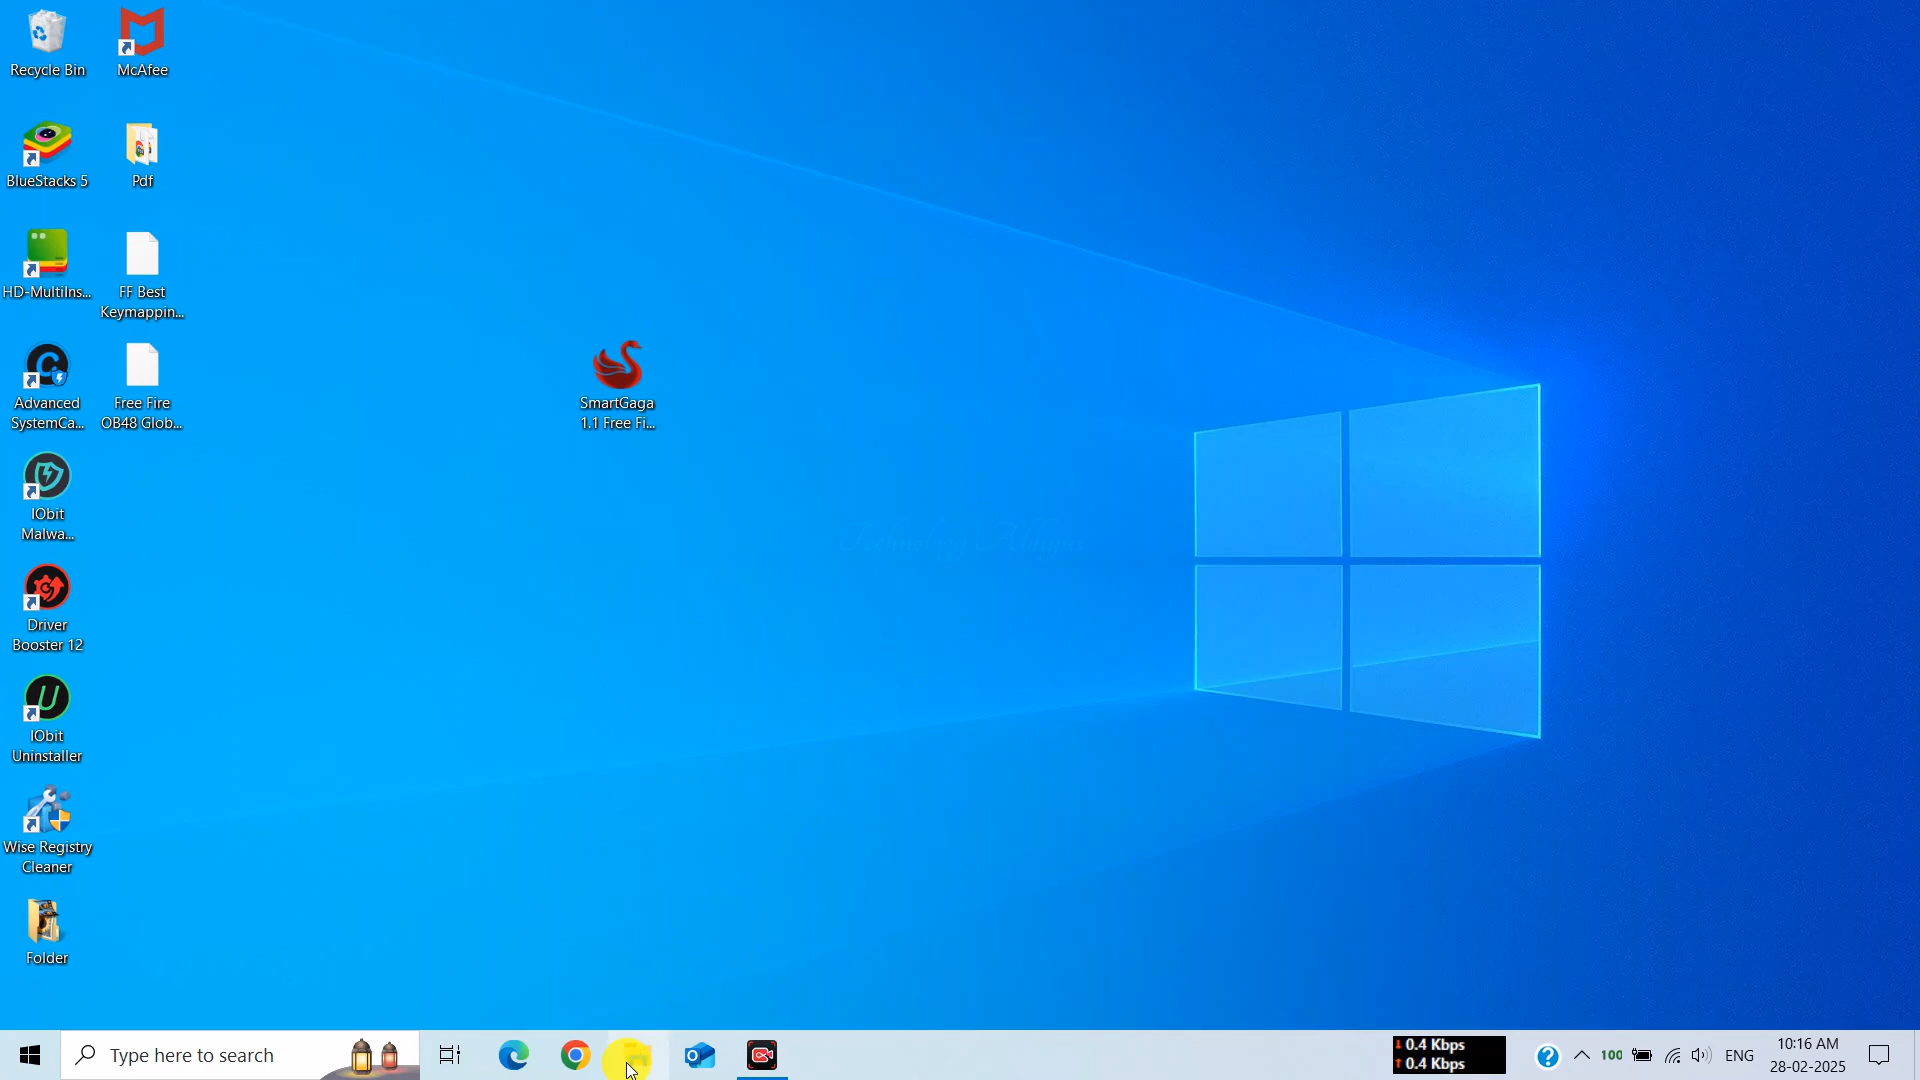 Recycle Bin
McAfee
BlueStacks 5
Pdf
HD-MultiIns...
FF Best
Keymappin...
Advanced
SystemCa...
Free Fire
OB48 Glob...
SmartGaga
1.1 Free Fi...
IObit
Malwa...
Technology
Driver
Booster 12
IObit
Uninstaller
Wise Registry
Cleaner
Folder
Type here to search
0.4 Kbps
0.4 Kbps
100
ENG
10:16 AM
28-02-2025